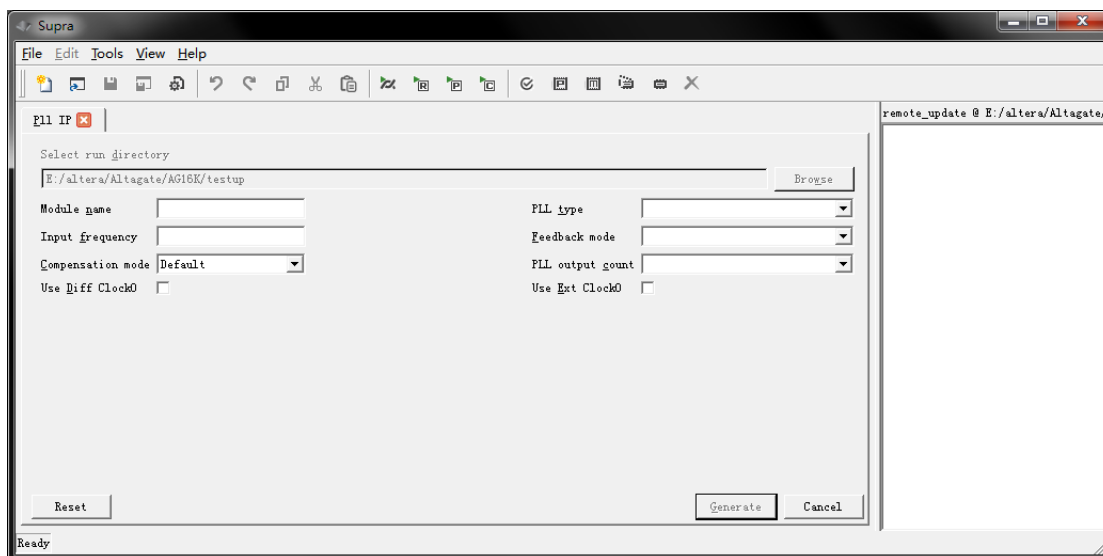 Supra
File Edit Tools View Help
Pll IP
remote_update @ E:/altera/Altagate/
Select run directory
E:/altera/Altagate/AG16K/testup
Browse
Module name
PLL type
Input frequency
Feedback mode
Compensation mode Default
PLL output count
Use Diff Clock0
Use Ext Clock0
Reset
Generate
Cancel
Ready